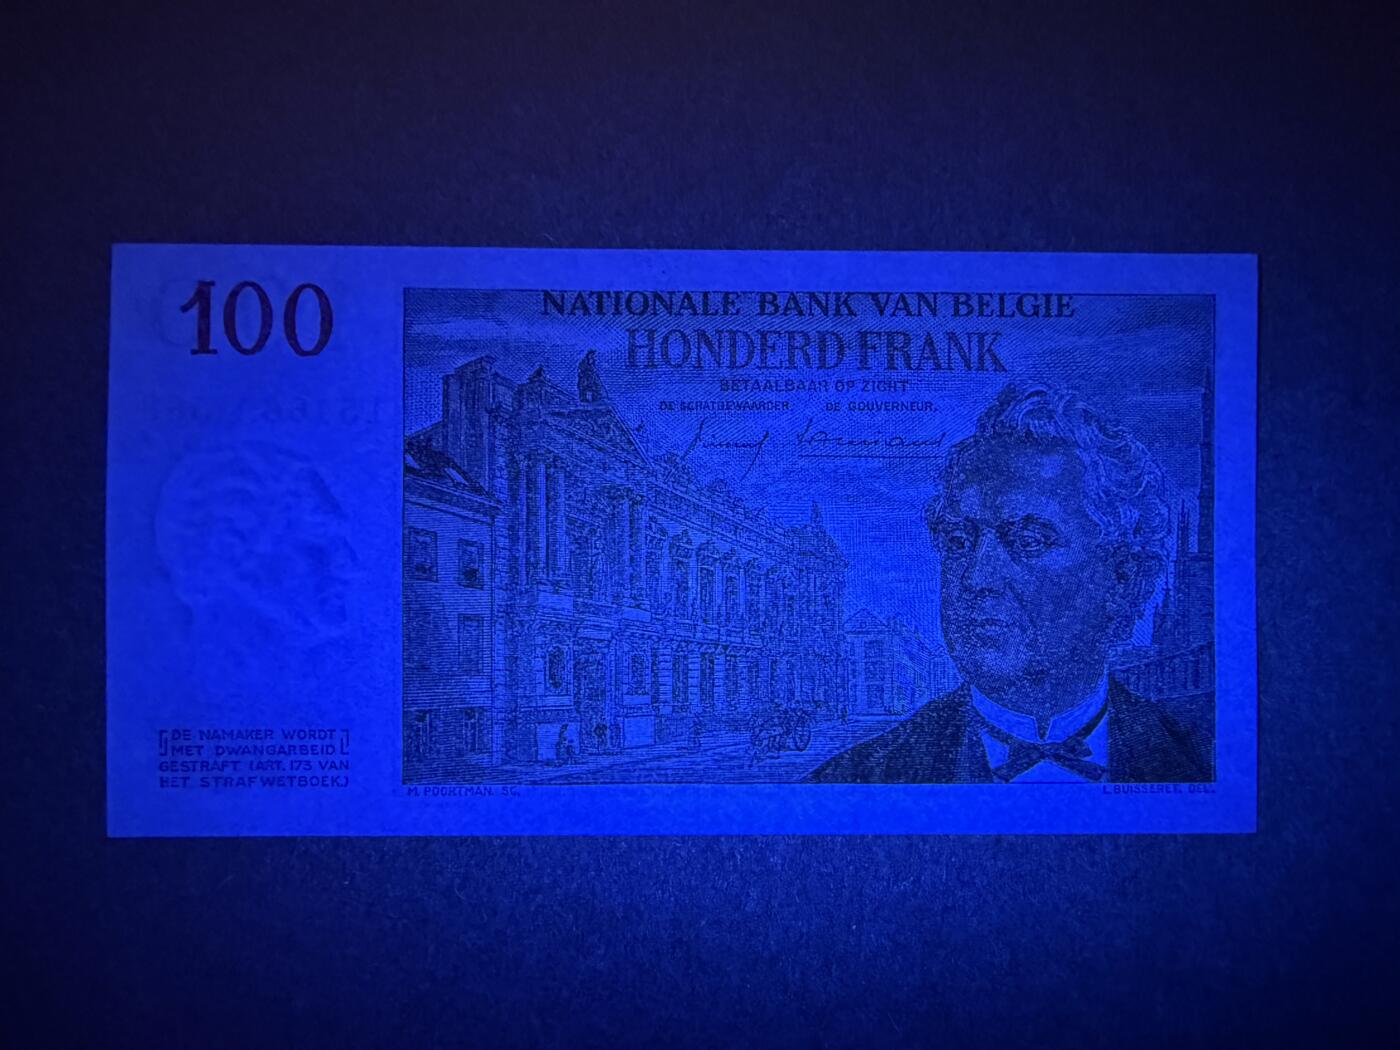 100
NATIONALE BANK VAN BELGIE
HONDERD FRANK
BETAALBAAR OP ZICHT
DE SCHATBEWAARDER, DE GOUVERNEUR,
[DE NAMAKER WORDT
MET DWANGARBEID]
GESTRAFT (ART. 173 VAN
HET STRAFWETBOEK.)
M. POORTMAN. SC.
L. BUISSERET. DEL.